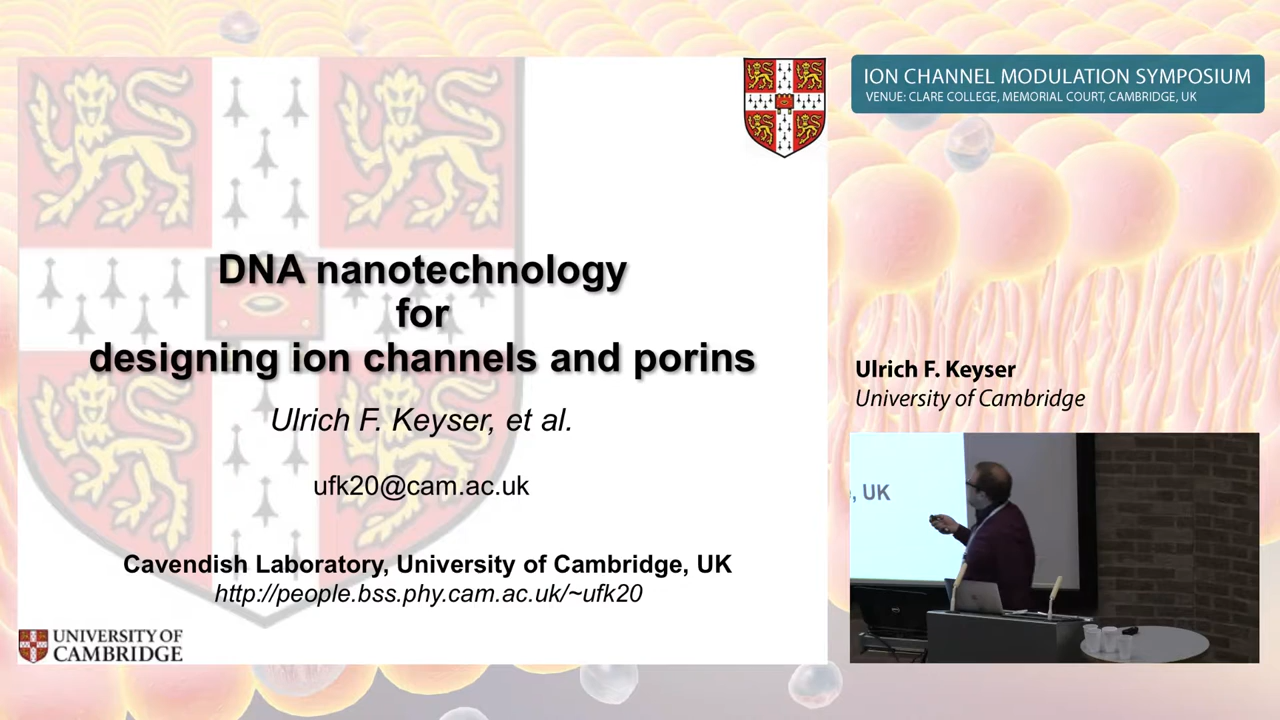 DNA nanotechnology
for
designing ion channels and porins
Ulrich F. Keyser, et al.
ufk20@cam.ac.uk
Cavendish Laboratory, University of Cambridge, UK
http://people.bss.phy.cam.ac.uk/~ufk20
UNIVERSITY OF
CAMBRIDGE
ION CHANNEL MODULATION SYMPOSIUM
VENUE: CLARE COLLEGE, MEMORIAL COURT, CAMBRIDGE, UK
Ulrich F. Keyser
University of Cambridge
, UK